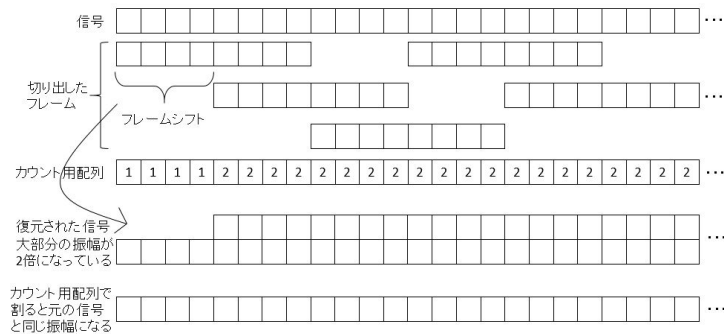 信号 …
切り出した
フレーム …
フレームシフト
カウント用配列 1 1 1 1 2 2 2 2 2 2 2 2 2 2 2 2 2 2 2 2 2 2 2 2 …
復元された信号
大部分の振幅が
2倍になっている …
カウント用配列で
割ると元の信号
と同じ振幅になる …